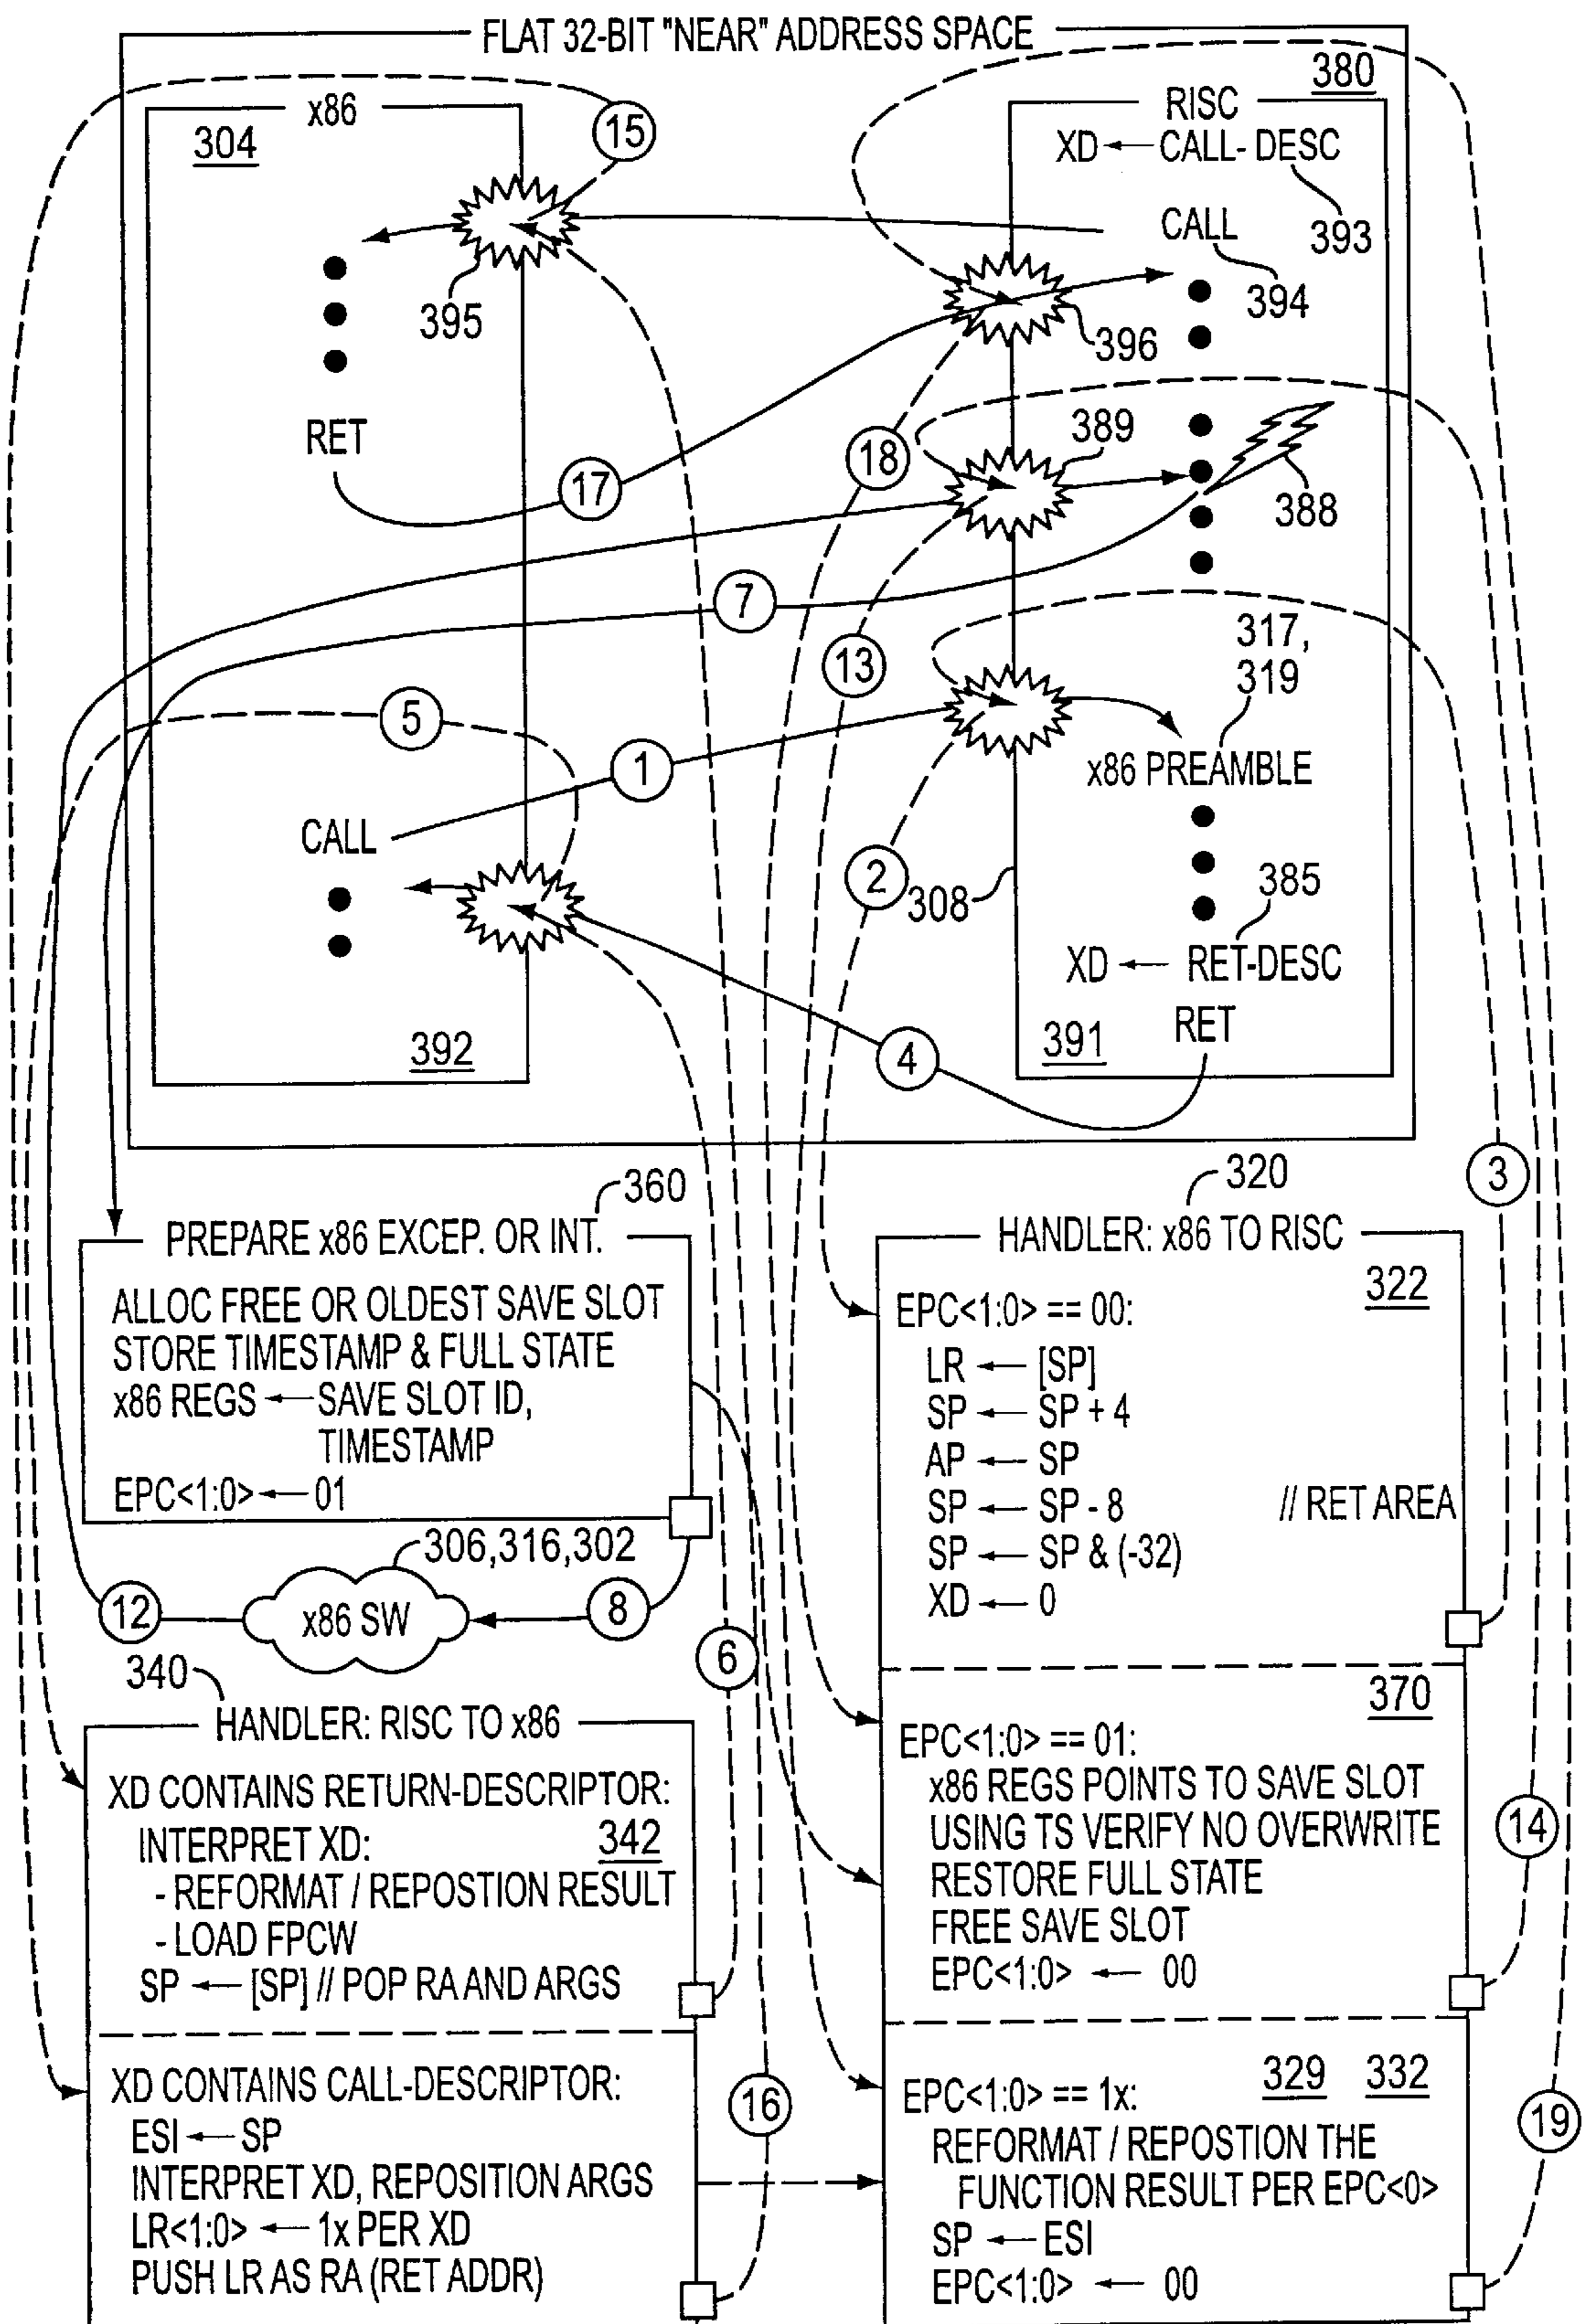 FLAT 32-BIT "NEAR" ADDRESS SPACE
380
x86
304
15
395
RET
17
RISC
XD ← CALL- DESC
393
CALL
394
396
18
389
388
7
13
317,
319
5
1
x86 PREAMBLE
CALL
2
308
385
XD ← RET-DESC
RET
392
391
4
3
360
PREPARE x86 EXCEP. OR INT.
ALLOC FREE OR OLDEST SAVE SLOT
STORE TIMESTAMP & FULL STATE
x86 REGS ← SAVE SLOT ID,
TIMESTAMP
EPC<1:0> ← 01
306,316,302
12
x86 SW
8
6
340
HANDLER: RISC TO x86
XD CONTAINS RETURN-DESCRIPTOR:
INTERPRET XD:
342
- REFORMAT / REPOSTION RESULT
- LOAD FPCW
SP ← [SP] // POP RA AND ARGS
XD CONTAINS CALL-DESCRIPTOR:
ESI ← SP
INTERPRET XD, REPOSITION ARGS
LR<1:0> ← 1x PER XD
PUSH LR AS RA (RET ADDR)
16
320
HANDLER: x86 TO RISC
322
EPC<1:0> == 00:
LR ← [SP]
SP ← SP + 4
AP ← SP
SP ← SP - 8 // RET AREA
SP ← SP & (-32)
XD ← 0
370
EPC<1:0> == 01:
x86 REGS POINTS TO SAVE SLOT
USING TS VERIFY NO OVERWRITE
RESTORE FULL STATE
FREE SAVE SLOT
EPC<1:0> ← 00
14
329 332
EPC<1:0> == 1x:
REFORMAT / REPOSTION THE
FUNCTION RESULT PER EPC<0>
SP ← ESI
EPC<1:0> ← 00
19